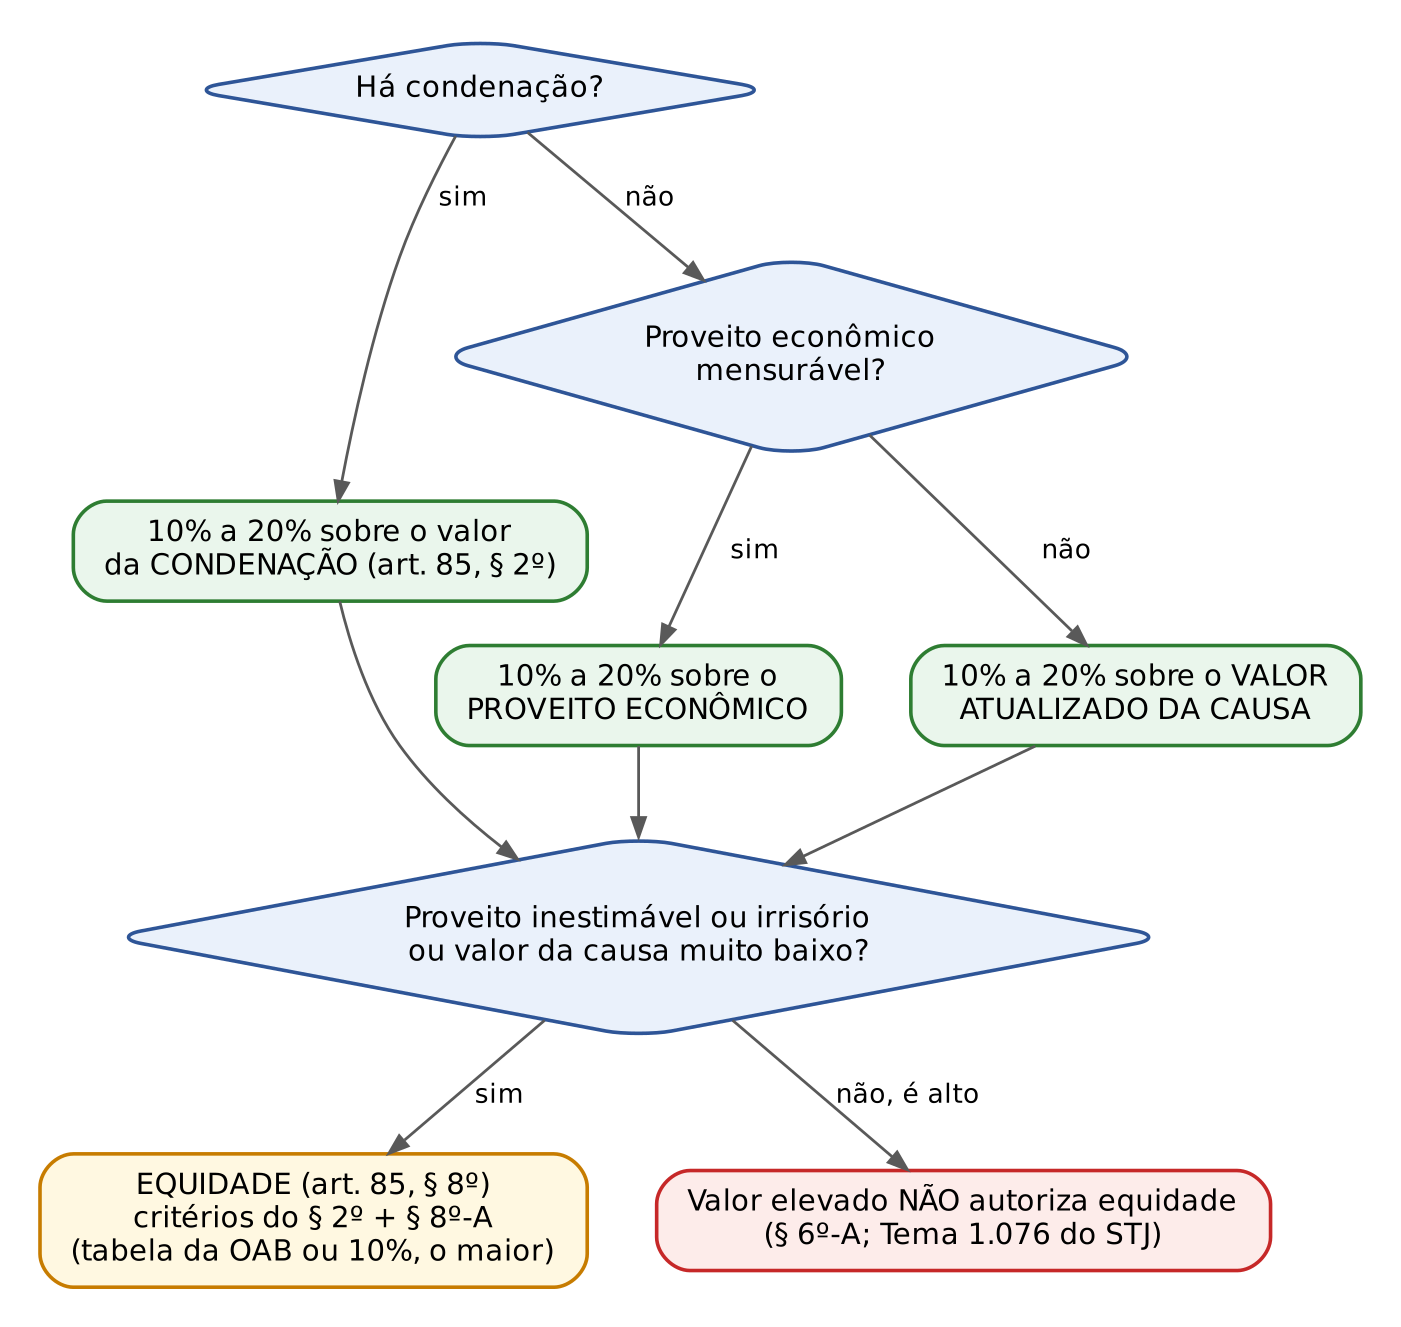 Há condenação?
sim
não
Proveito econômico
mensurável?
10% a 20% sobre o valor
da CONDENAÇÃO (art. 85, § 2º)
sim
não
10% a 20% sobre o
PROVEITO ECONÔMICO
10% a 20% sobre o VALOR
ATUALIZADO DA CAUSA
Proveito inestimável ou irrisório
ou valor da causa muito baixo?
sim
não, é alto
EQUIDADE (art. 85, § 8º)
critérios do § 2º + § 8º-A
(tabela da OAB ou 10%, o maior)
Valor elevado NÃO autoriza equidade
(§ 6º-A; Tema 1.076 do STJ)